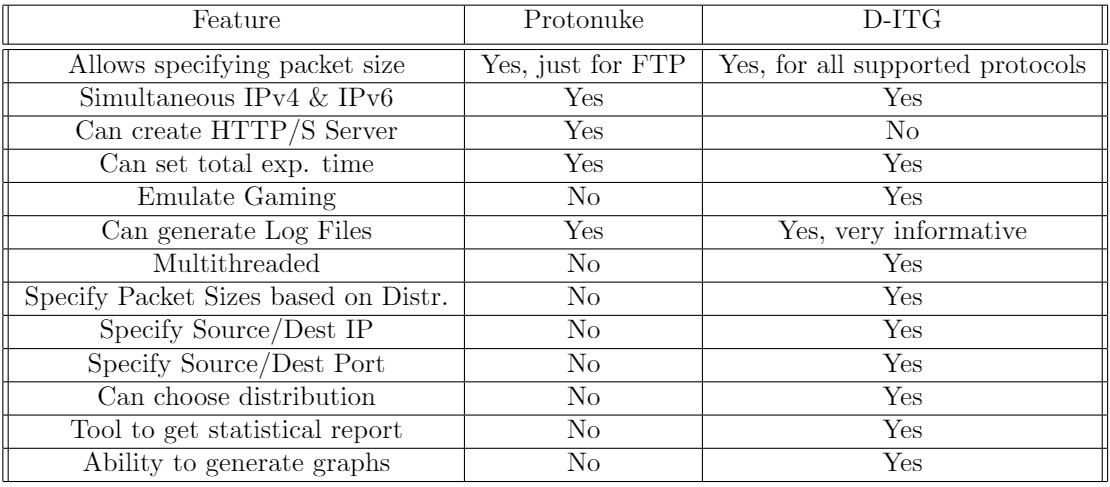 Feature Protonuke D-ITG
Allows specifying packet size Yes, just for FTP Yes, for all supported protocols
Simultaneous IPv4 & IPv6 Yes Yes
Can create HTTP/S Server Yes No
Can set total exp. time Yes Yes
Emulate Gaming No Yes
Can generate Log Files Yes Yes, very informative
Multithreaded No Yes
Specify Packet Sizes based on Distr. No Yes
Specify Source/Dest IP No Yes
Specify Source/Dest Port No Yes
Can choose distribution No Yes
Tool to get statistical report No Yes
Ability to generate graphs No Yes